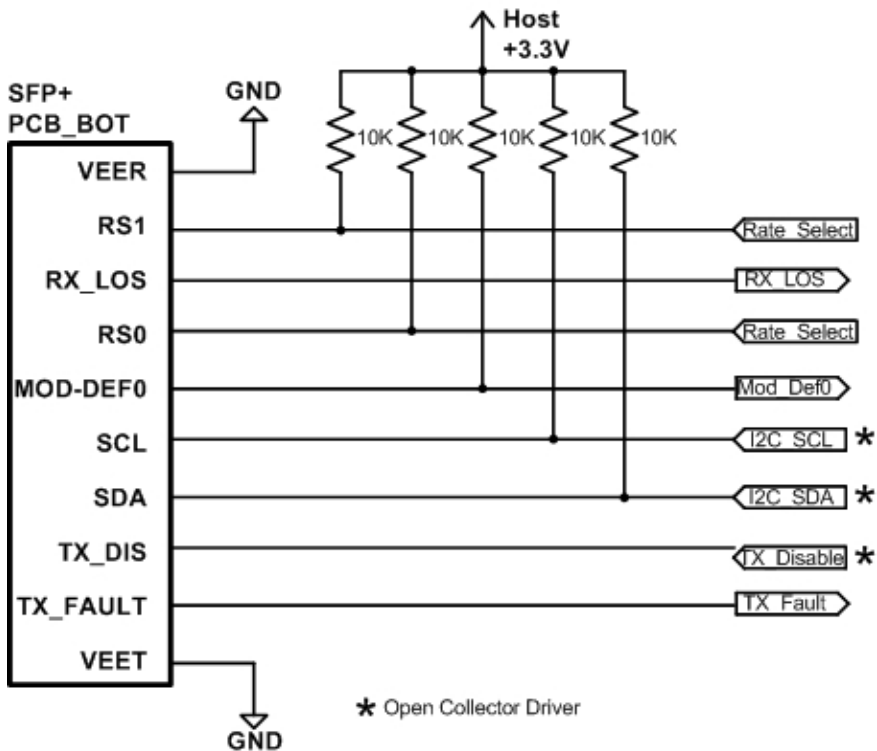 Host
+3.3V
SFP+
PCB_BOT
GND
10K
10K
10K
10K
10K
VEER
RS1
Rate_Select
RX_LOS
RX_LOS
RS0
Rate_Select
MOD-DEF0
Mod_Def0
SCL
I2C_SCL *
SDA
I2C_SDA *
TX_DIS
TX_Disable *
TX_FAULT
TX_Fault
VEET
* Open Collector Driver
GND